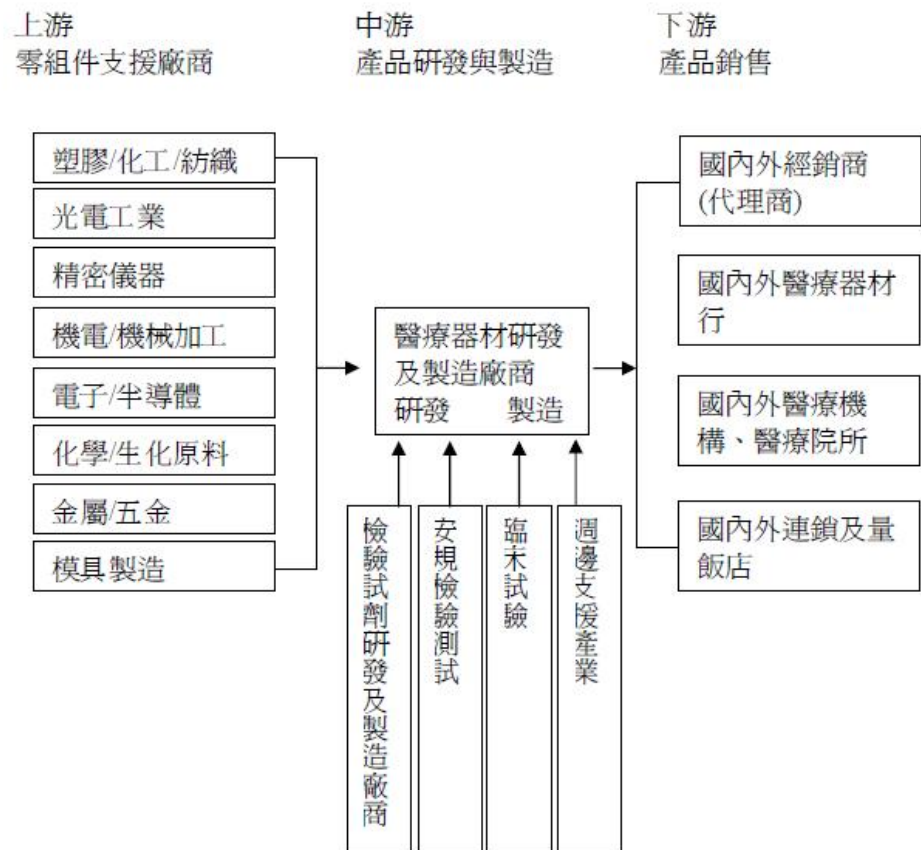 上游
零組件支援廠商
中游
產品研發與製造
下游
產品銷售
塑膠/化工/紡織
光電工業
精密儀器
機電/機械加工
電子/半導體
化學/生化原料
金屬/五金
模具製造
醫療器材研發
及製造廠商
研發 製造
檢驗試劑研發及製造廠商
安規檢驗測試
臨末試驗
週邊支援產業
國內外經銷商
(代理商)
國內外醫療器材
行
國內外醫療機
構、醫療院所
國內外連鎖及量
飯店